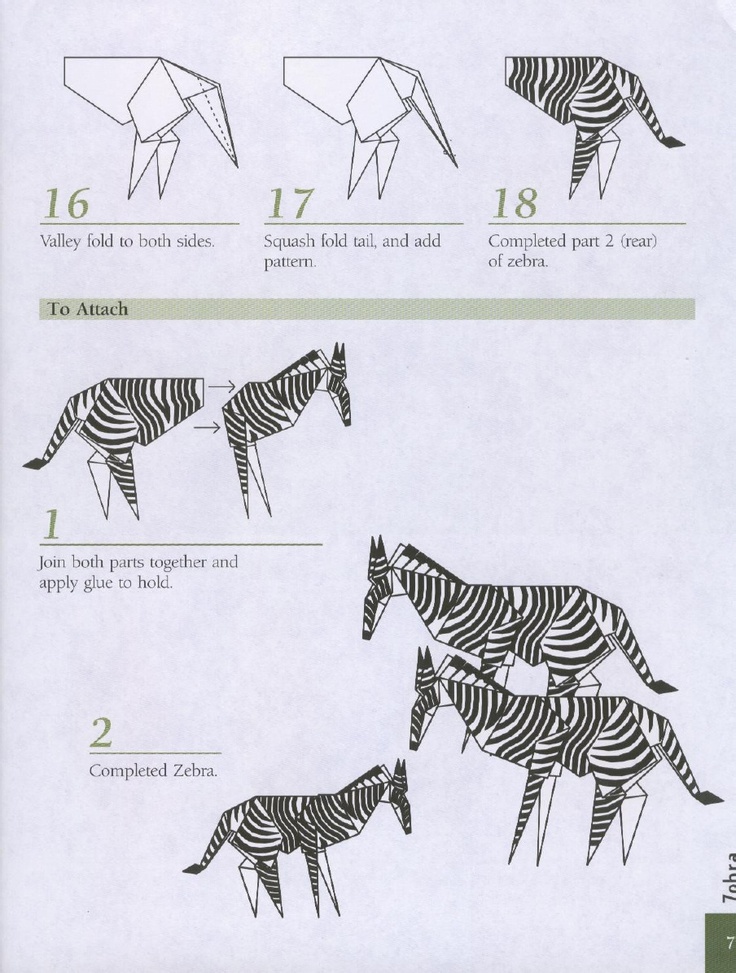 16
Valley fold to both sides.
17
Squash fold tail, and add
pattern.
18
Completed part 2 (rear)
of zebra.
To Attach
1
Join both parts together and
apply glue to hold.
2
Completed Zebra.
Zebra
7